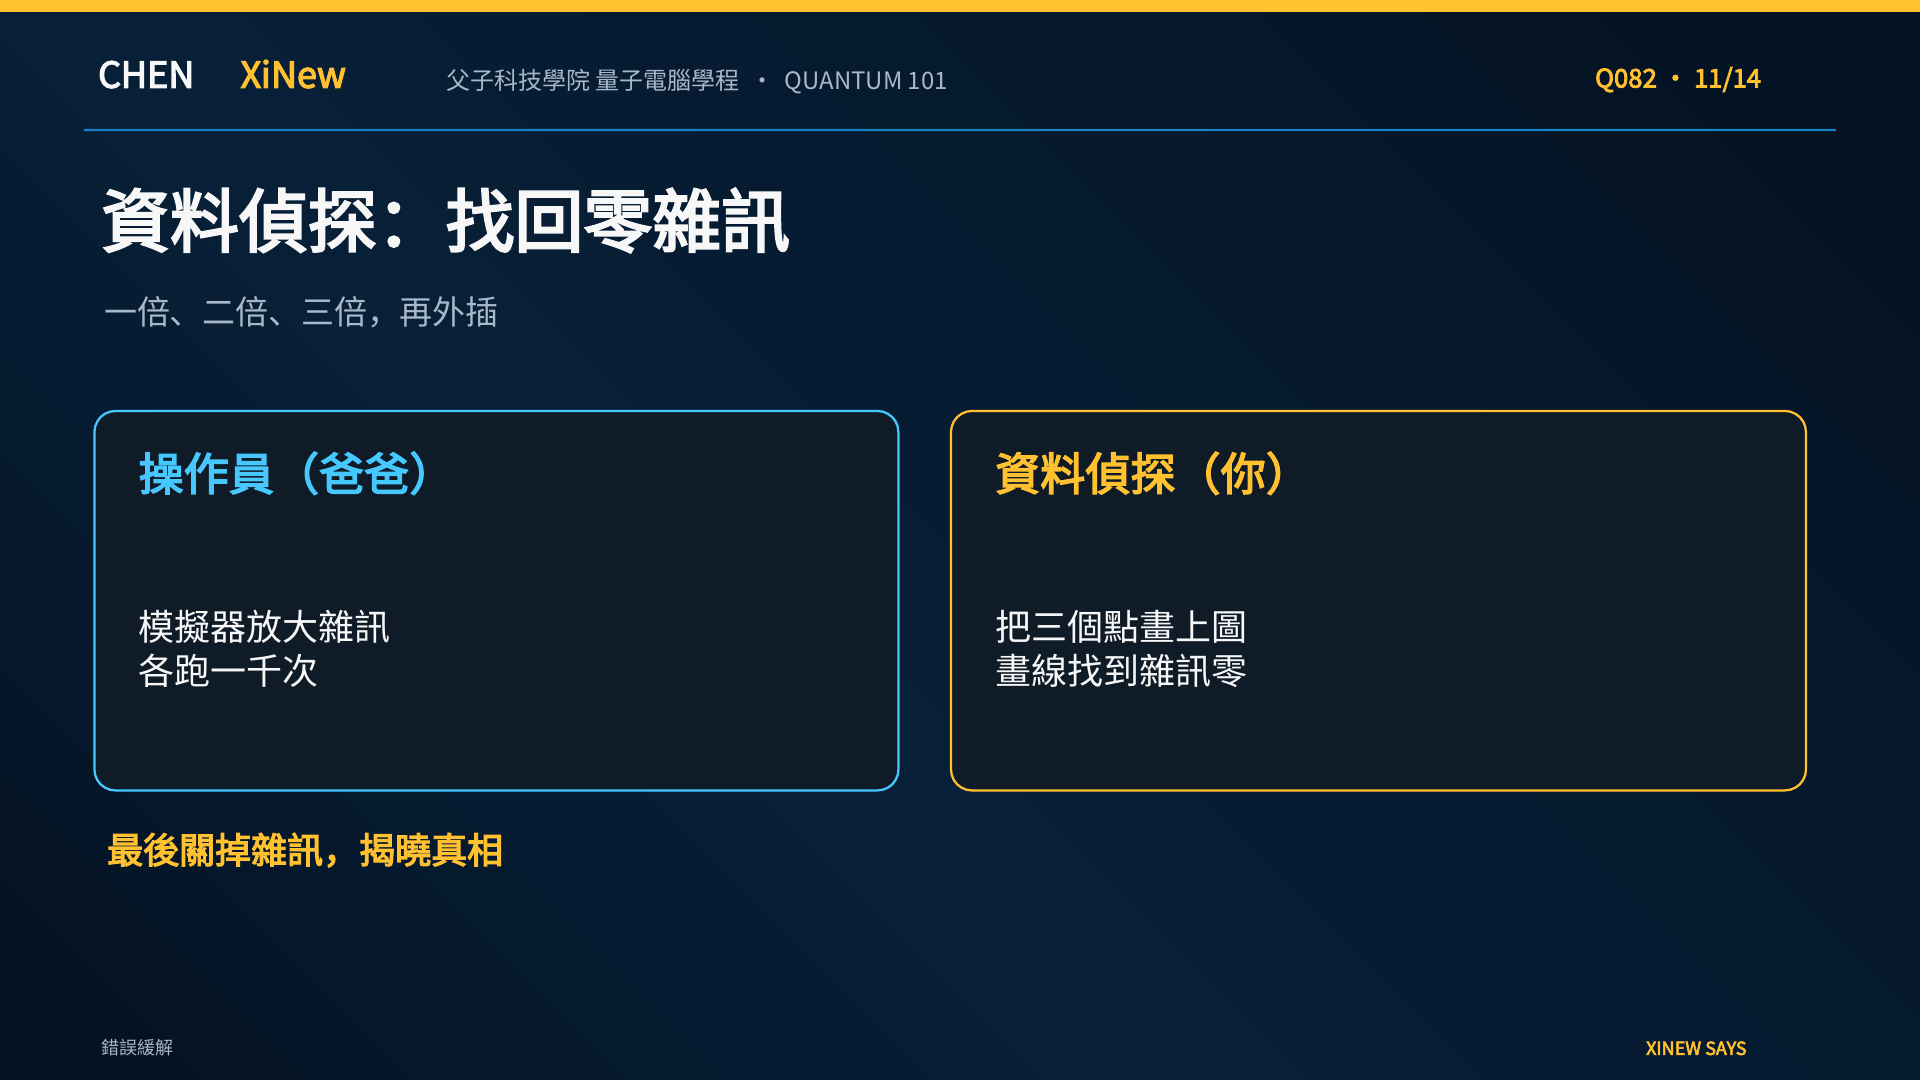 CHEN XiNew 父子科技學院 量子電腦學程 · QUANTUM 101 Q082 · 11/14
資料偵探：找回零雜訊
一倍、二倍、三倍，再外插
操作員（爸爸）
模擬器放大雜訊
各跑一千次
資料偵探（你）
把三個點畫上圖
畫線找到雜訊零
最後關掉雜訊，揭曉真相
錯誤緩解
XINEW SAYS